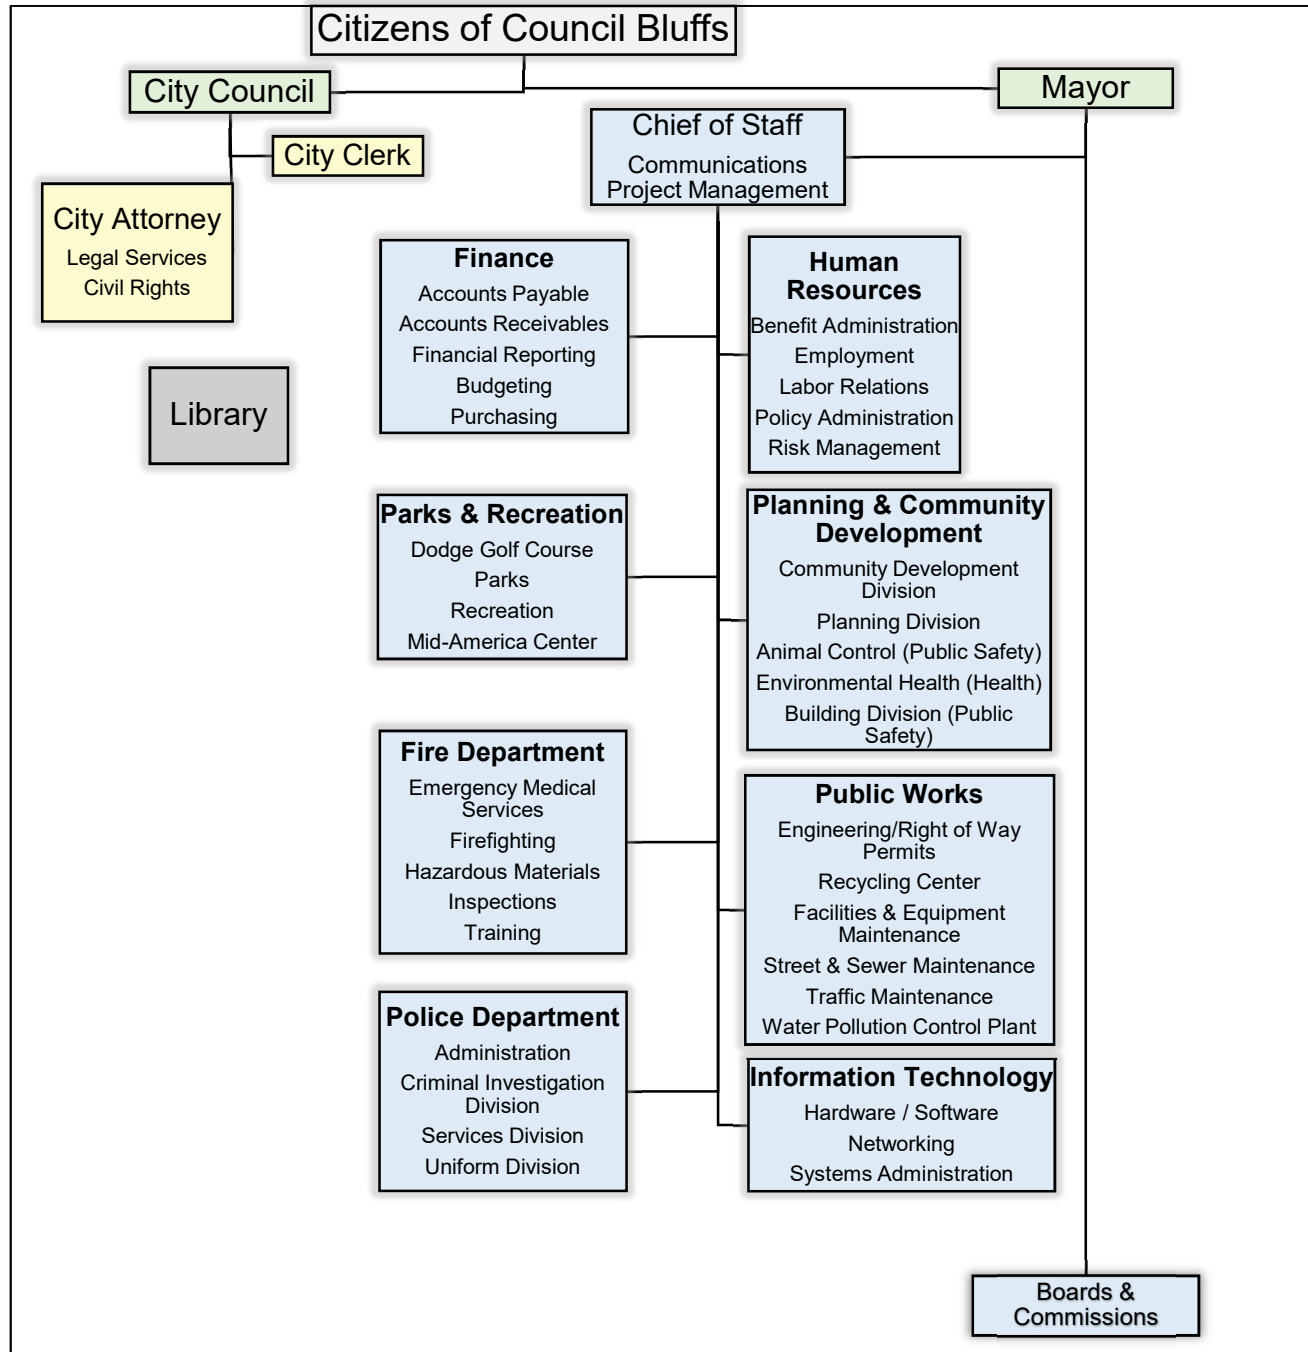 Citizens of Council Bluffs
City Council
Mayor
Chief of Staff
Communications
Project Management
City Clerk
City Attorney
Legal Services
Civil Rights
Library
Finance
Accounts Payable
Accounts Receivables
Financial Reporting
Budgeting
Purchasing
Human
Resources
Benefit Administration
Employment
Labor Relations
Policy Administration
Risk Management
Parks & Recreation
Dodge Golf Course
Parks
Recreation
Mid-America Center
Planning & Community
Development
Community Development
Division
Planning Division
Animal Control (Public Safety)
Environmental Health (Health)
Building Division (Public
Safety)
Fire Department
Emergency Medical
Services
Firefighting
Hazardous Materials
Inspections
Training
Public Works
Engineering/Right of Way
Permits
Recycling Center
Facilities & Equipment
Maintenance
Street & Sewer Maintenance
Traffic Maintenance
Water Pollution Control Plant
Police Department
Administration
Criminal Investigation
Division
Services Division
Uniform Division
Information Technology
Hardware / Software
Networking
Systems Administration
Boards &
Commissions